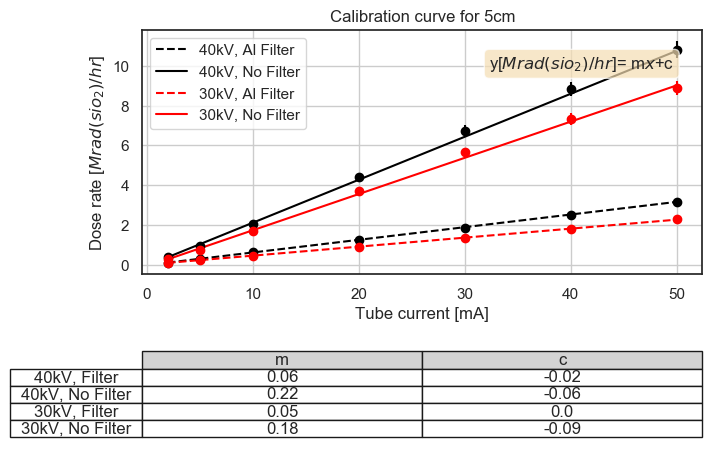 Calibration curve for 5cm
40kV, Al Filter
40kV, No Filter
30kV, Al Filter
30kV, No Filter
y[Mrad(sio₂)/hr]= mx+c
Dose rate [Mrad(sio₂)/hr]
10
8
6
4
2
0
0 10 20 30 40 50
Tube current [mA]
m c
40kV, Filter 0.06 -0.02
40kV, No Filter 0.22 -0.06
30kV, Filter 0.05 0.0
30kV, No Filter 0.18 -0.09